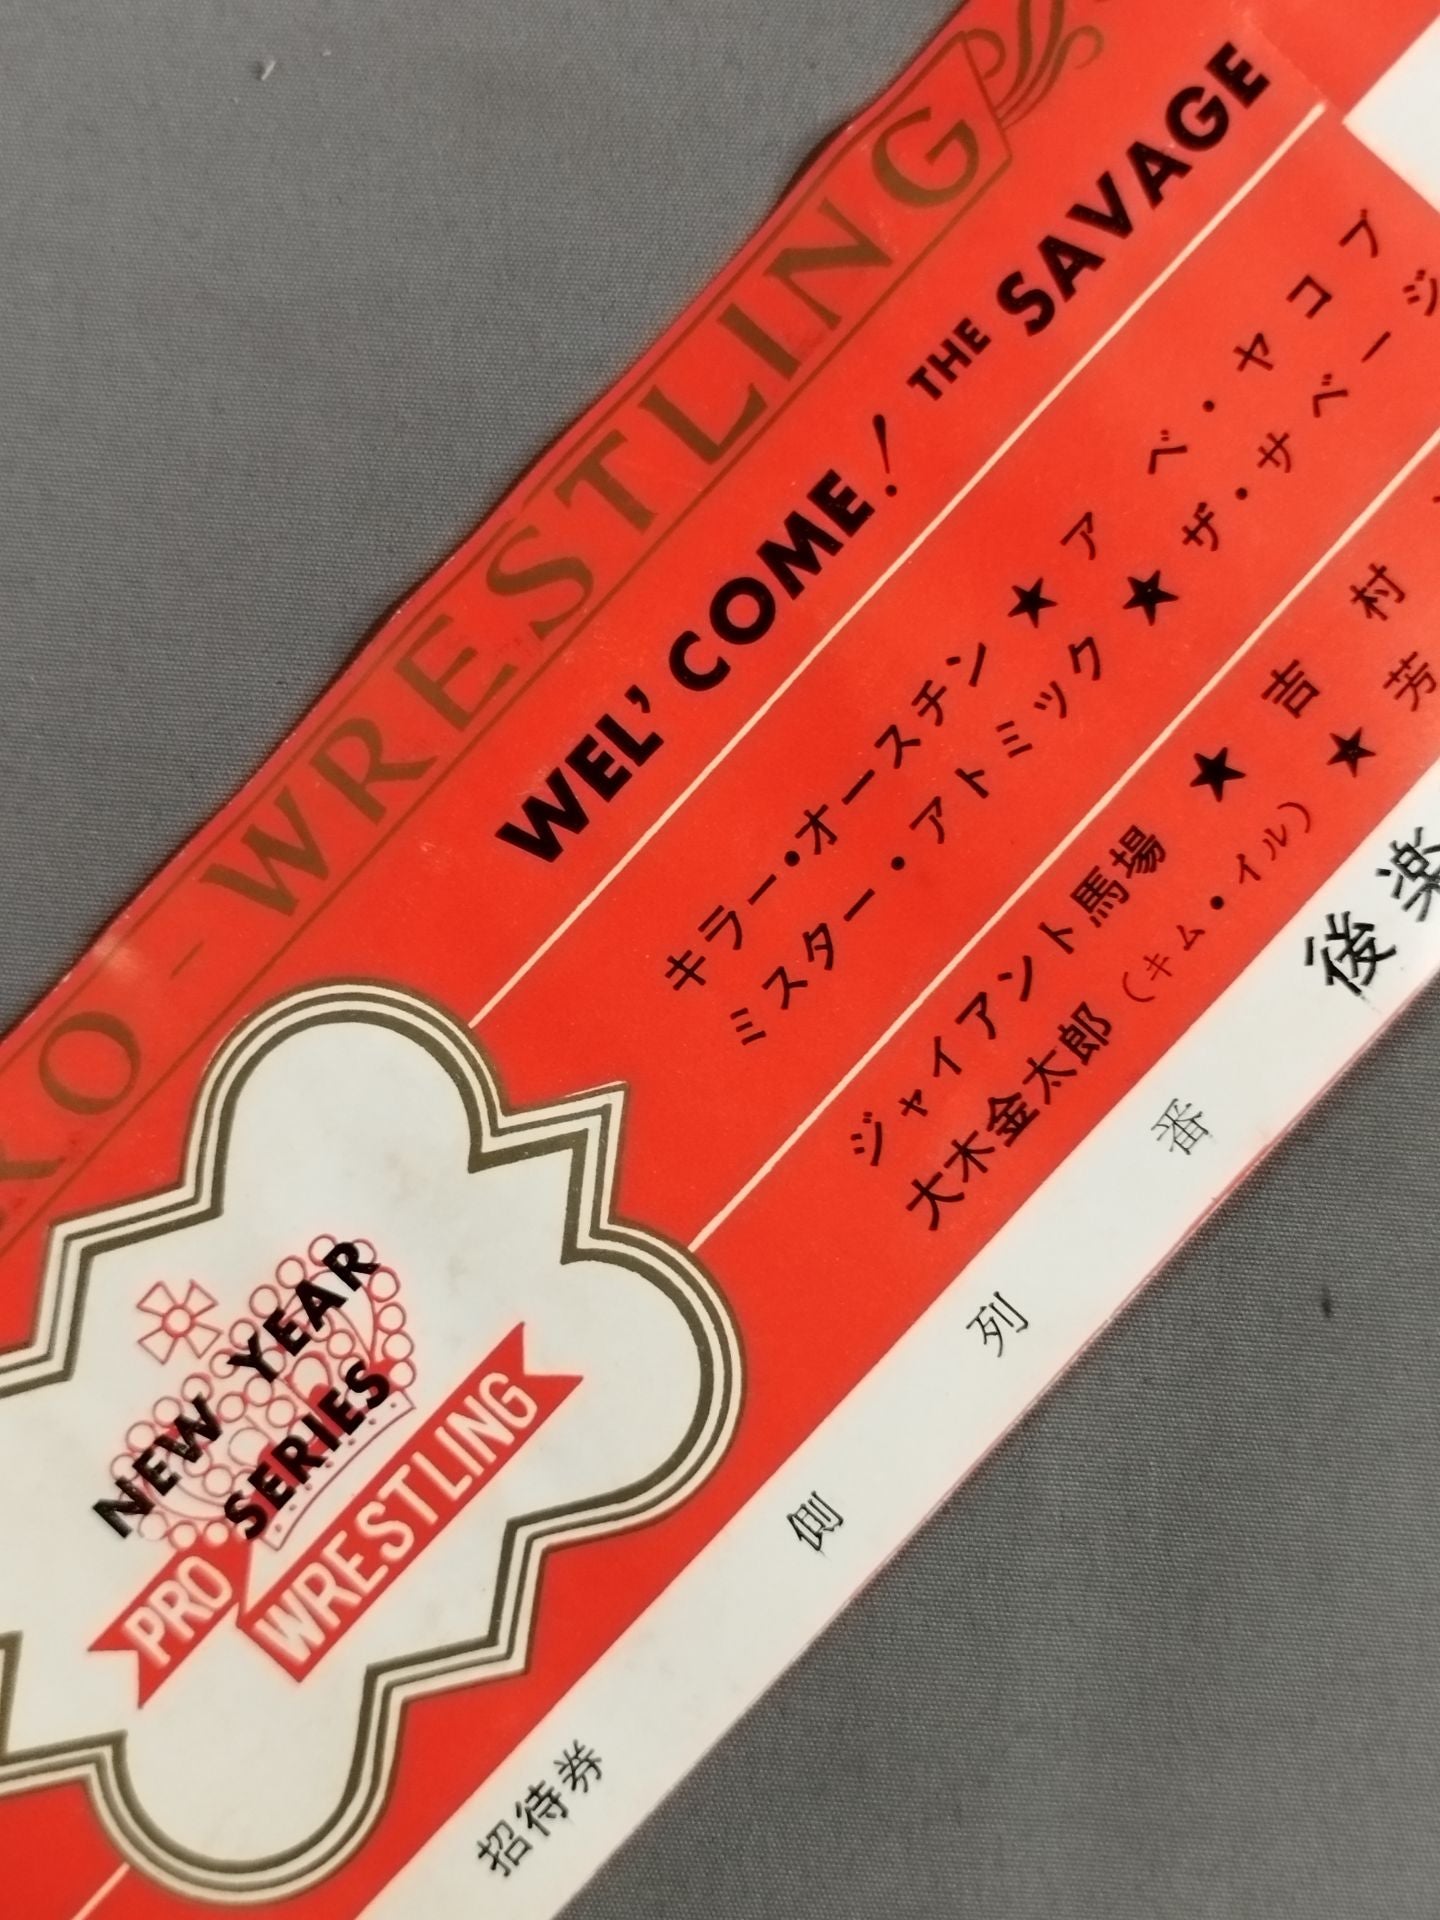 PRO-WRESTLING
WEL'COME! THE SAVAGE
キラー・オースチン ★ アベ・ヤコブ
ミスター・アトミック ★ ザ・サベージ
ジャイアント馬場 ★ 吉村
大木金太郎(キム・イル) ★ 芳
後楽
NEW YEAR
SERIES
PRO
WRESTLING
招待券 側 列 番